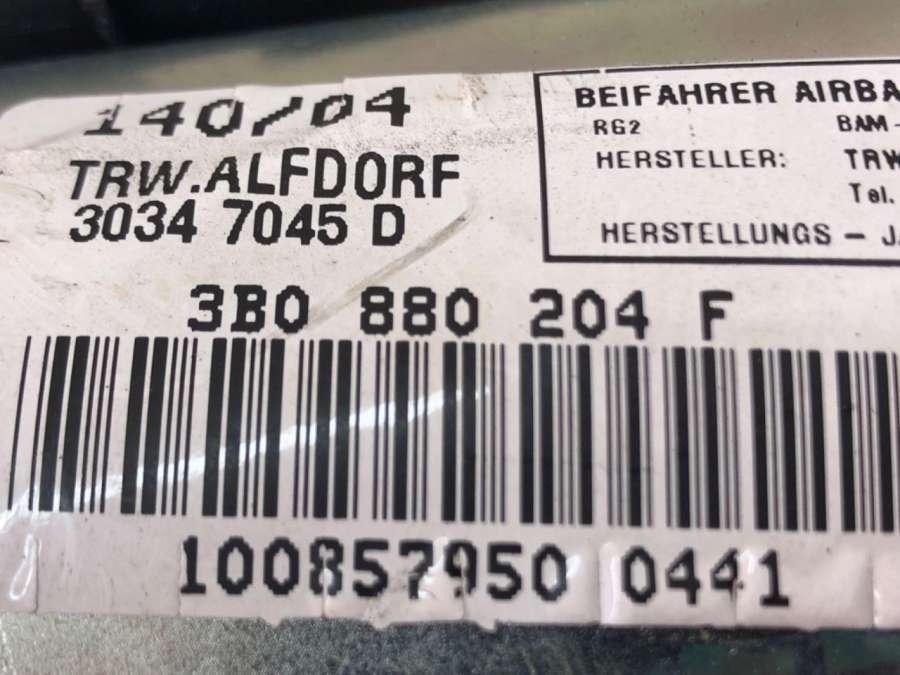 140/04
TRW.ALFDORF
3034 7045 D
BEIFAHRER AIRBA
RG2 : BAM -
HERSTELLER: TRW
Tel.
HERSTELLUNGS - JA
3B0 880 204 F
100857950 0441